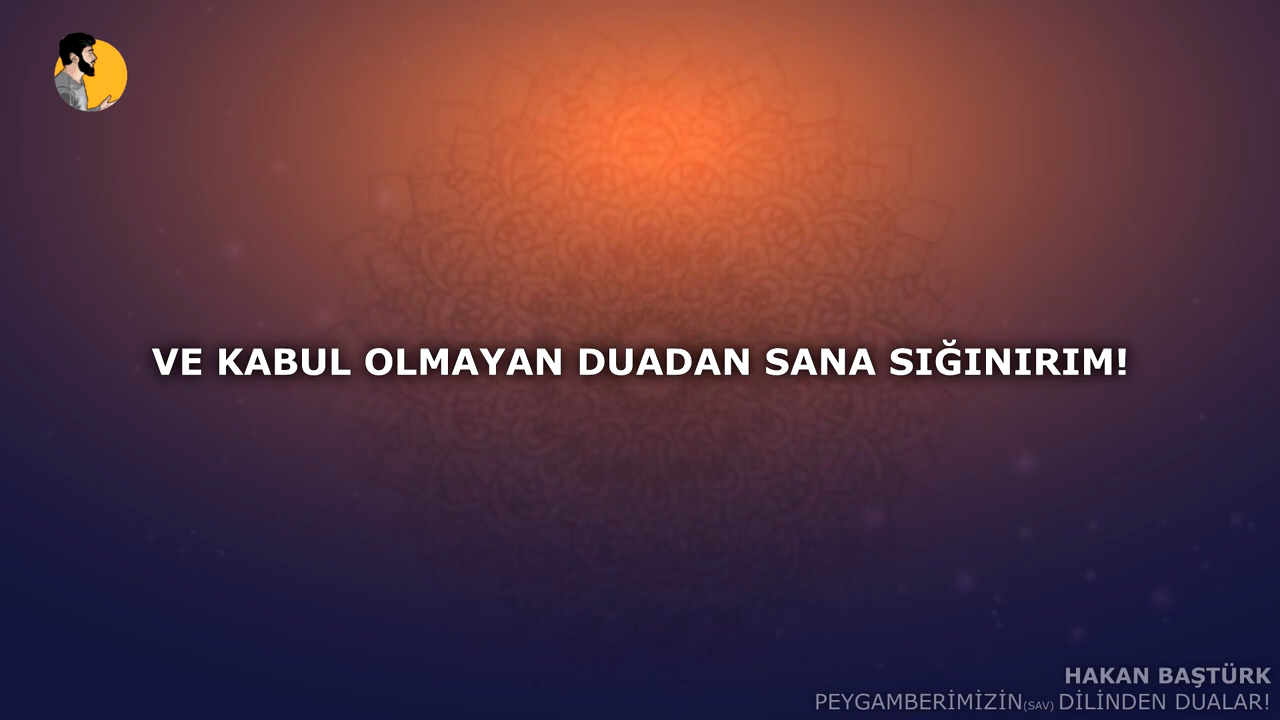 VE KABUL OLMAYAN DUADAN SANA SIĞINIRIM!
HAKAN BAŞTÜRK
PEYGAMBERİMİZİN(SAV) DİLİNDEN DUALAR!